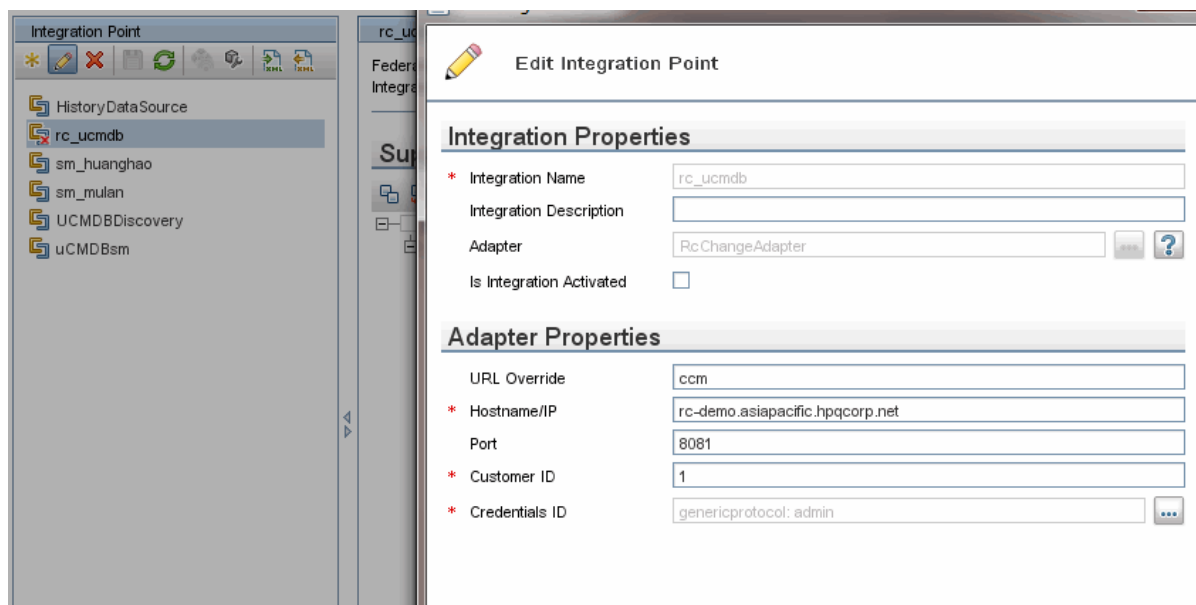 Integration Point
XML XML
HistoryDataSource
rc_ucmdb
sm_huanghao
sm_mulan
UCMDBDiscovery
uCMDBsm
rc_uc
Federa
Integra
Sup
Edit Integration Point
Integration Properties
* Integration Name rc_ucmdb
Integration Description
Adapter RcChangeAdapter ... ?
Is Integration Activated
Adapter Properties
URL Override ccm
* Hostname/IP rc-demo.asiapacific.hpqcorp.net
Port 8081
* Customer ID 1
* Credentials ID genericprotocol: admin ...